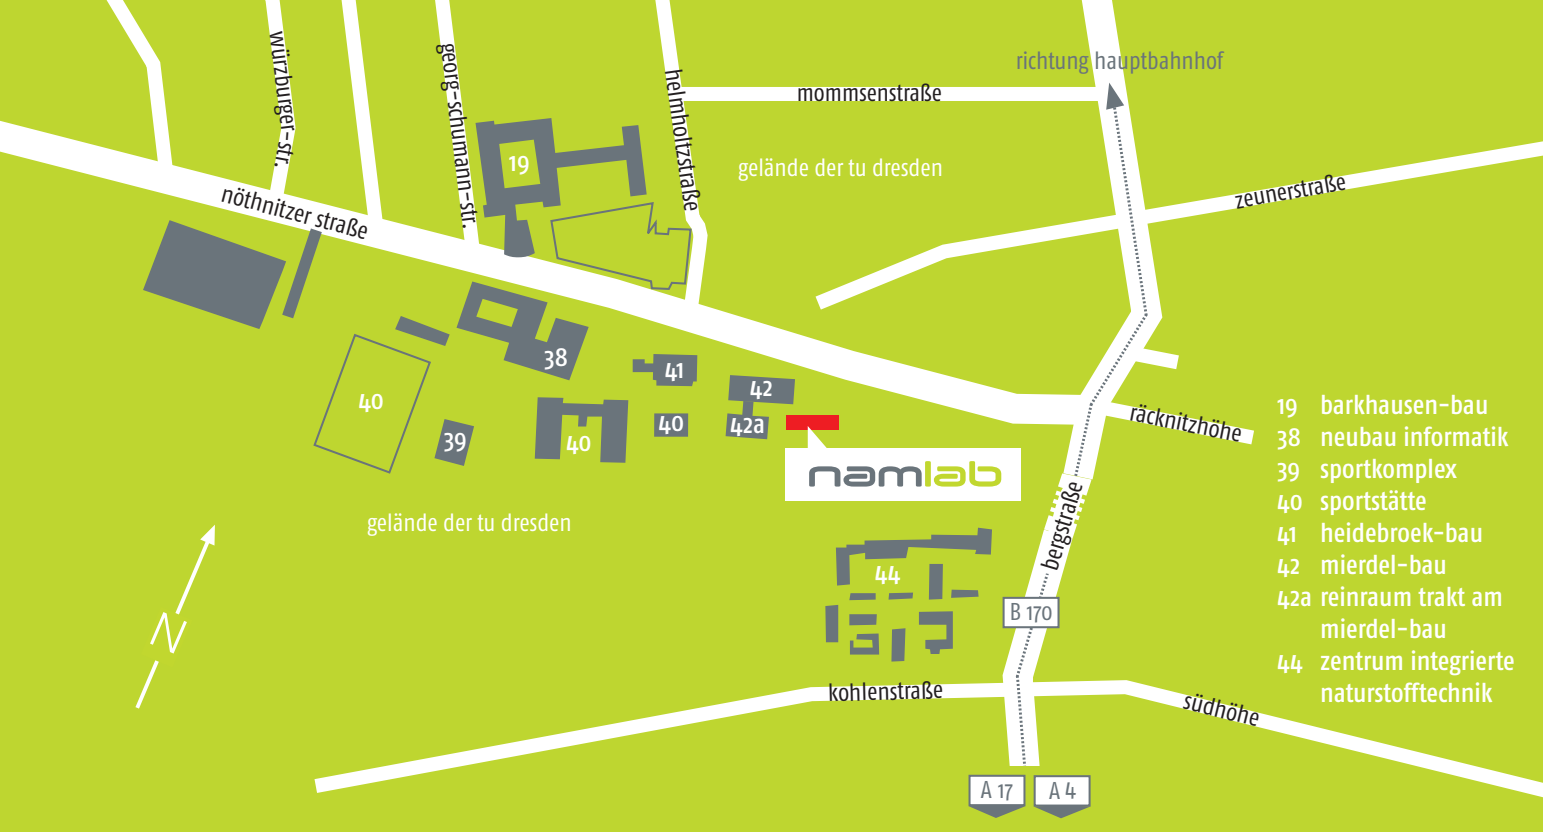 richtung hauptbahnhof
würzburger-str.
georg-schumann-str.
helmholtzstraße
mommsenstraße
19
gelände der tu dresden
zeunerstraße
nöthnitzer straße
38
41
42
40
39
40
40
42a
räcknitzhöhe
namlab
gelände der tu dresden
bergstraße
44
B 170
kohlenstraße
südhöhe
A 17
A 4
N
19 barkhausen-bau
38 neubau informatik
39 sportkomplex
40 sportstätte
41 heidebroek-bau
42 mierdel-bau
42a reinraum trakt am
mierdel-bau
44 zentrum integrierte
naturstofftechnik